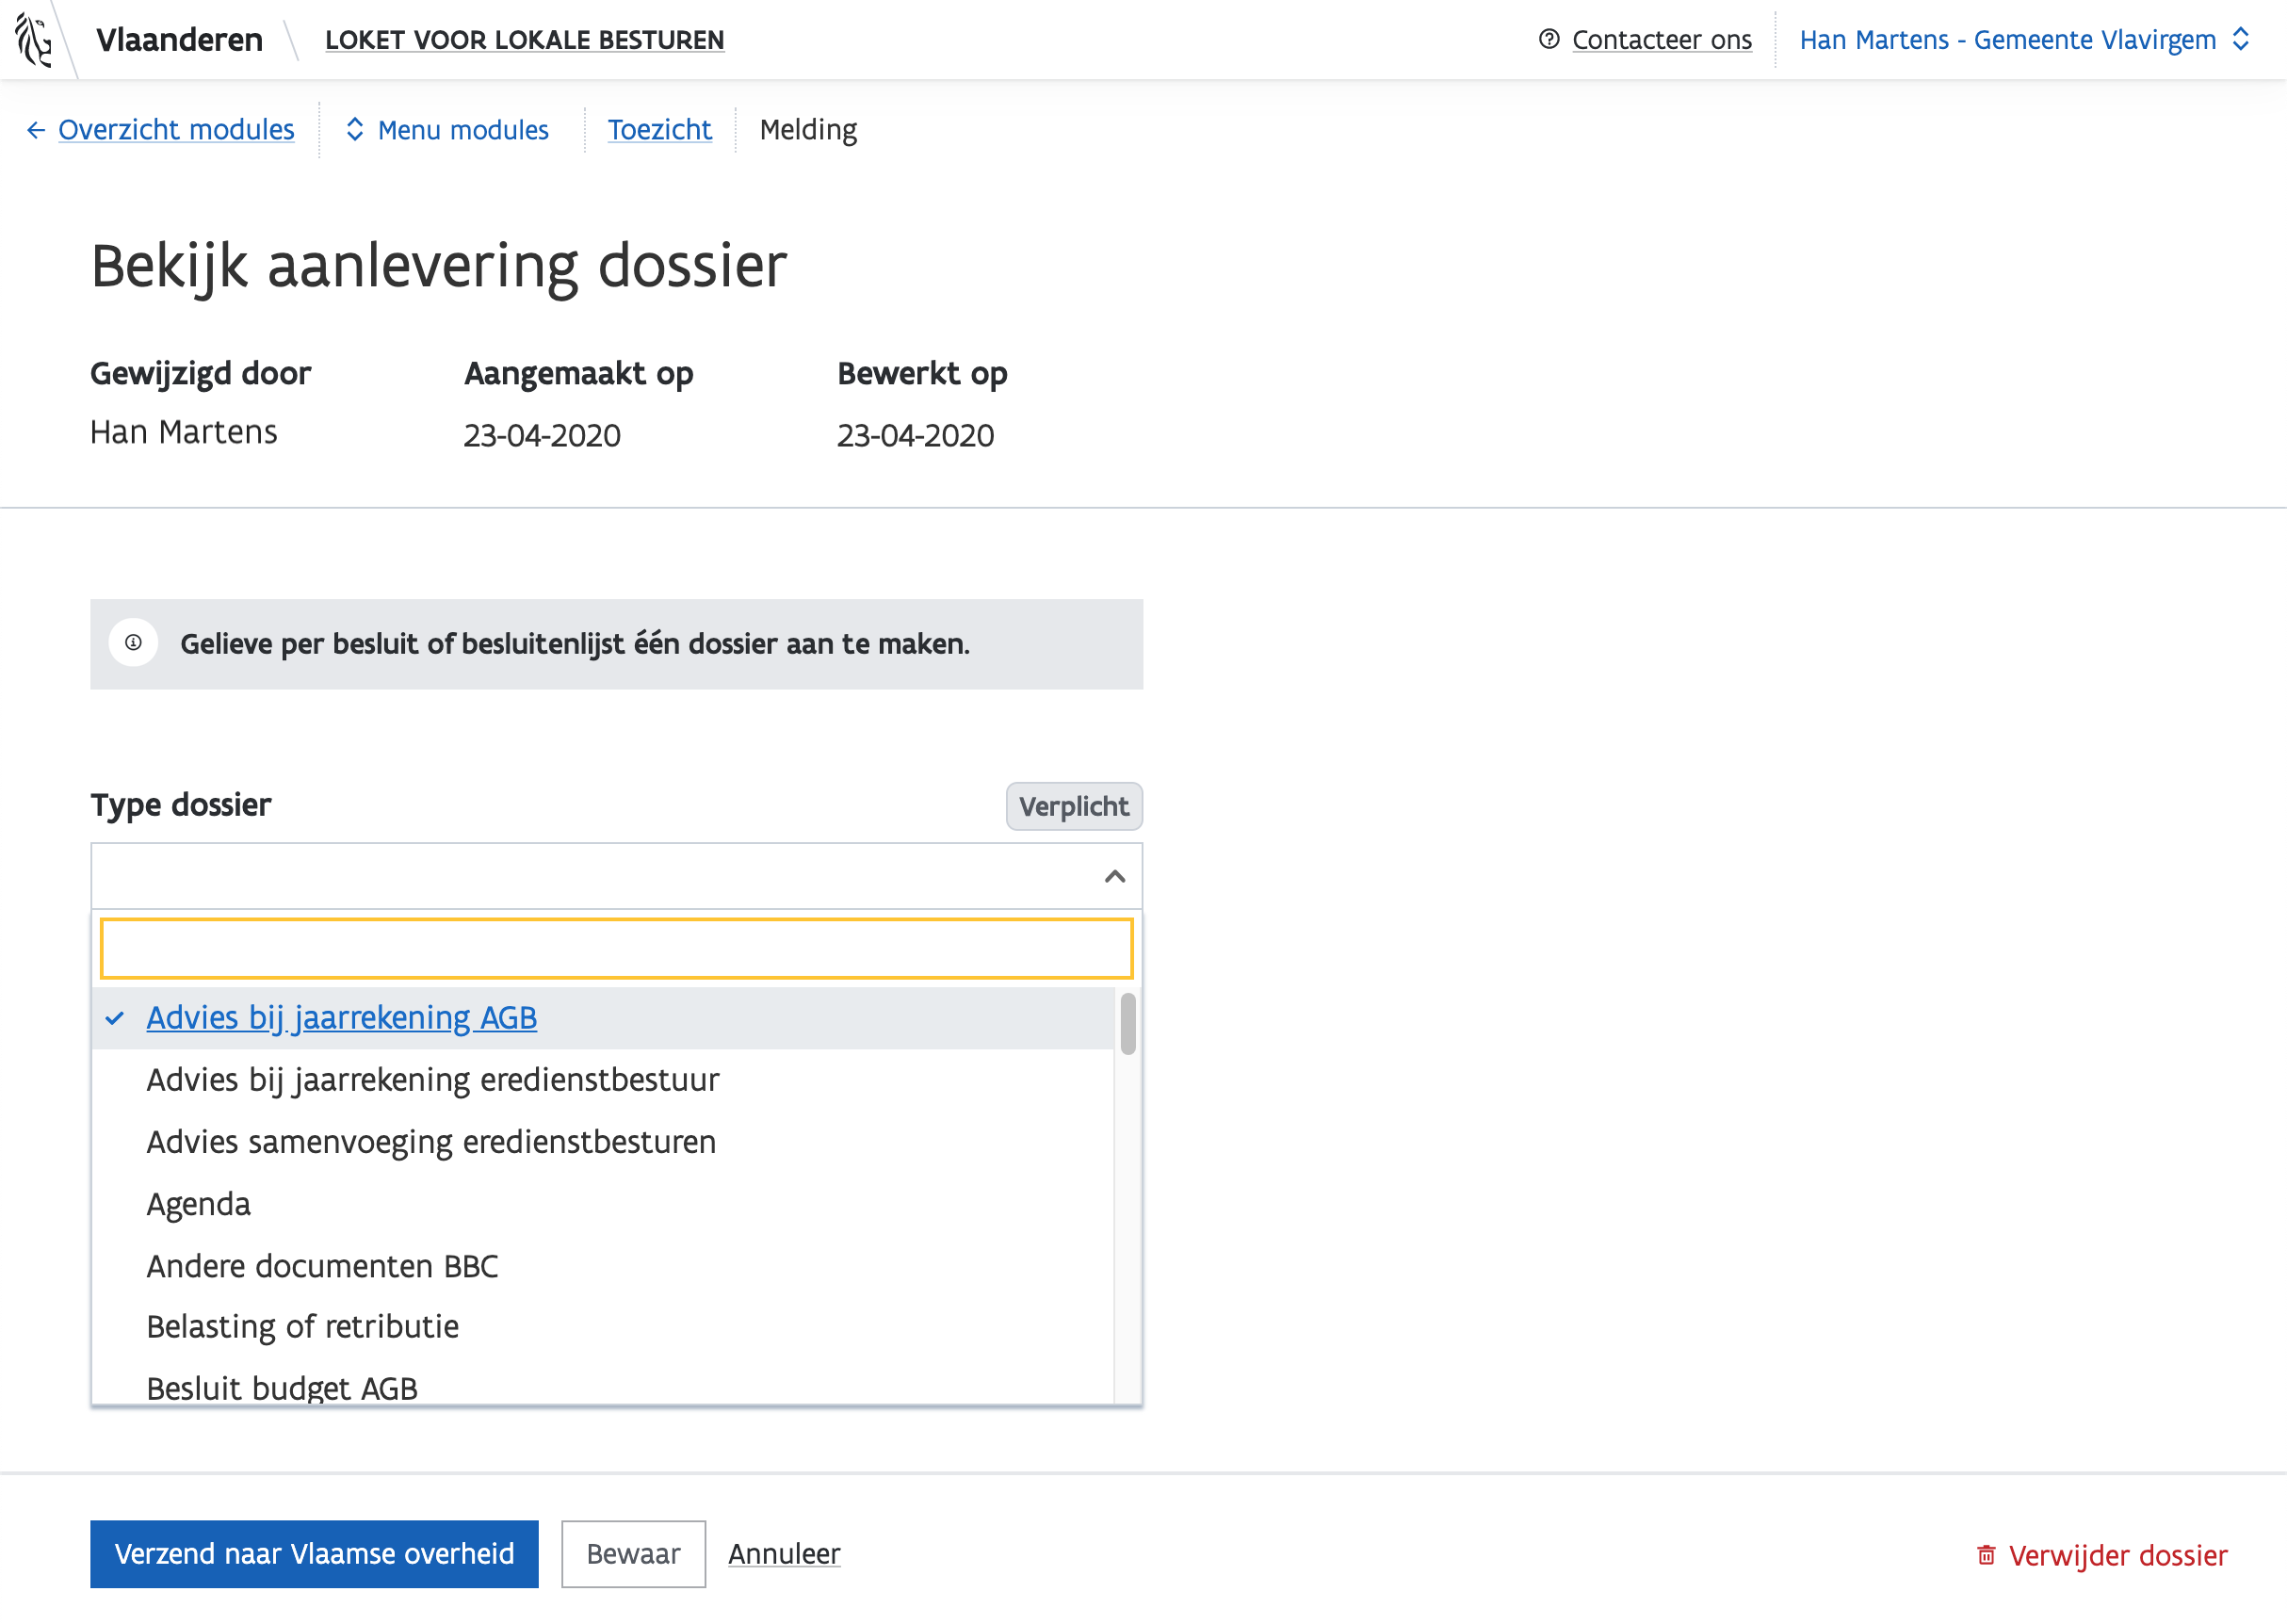 Vlaanderen
LOKET VOOR LOKALE BESTUREN
Contacteer ons
Han Martens - Gemeente Vlavirgem
Overzicht modules
Menu modules
Toezicht
Melding
Bekijk aanlevering dossier
Gewijzigd door
Han Martens
Aangemaakt op
23-04-2020
Bewerkt op
23-04-2020
Gelieve per besluit of besluitenlijst één dossier aan te maken.
Type dossier
Verplicht
Advies bij jaarrekening AGB
Advies bij jaarrekening eredienstbestuur
Advies samenvoeging eredienstbesturen
Agenda
Andere documenten BBC
Belasting of retributie
Besluit budget AGB
Verzend naar Vlaamse overheid
Bewaar
Annuleer
Verwijder dossier